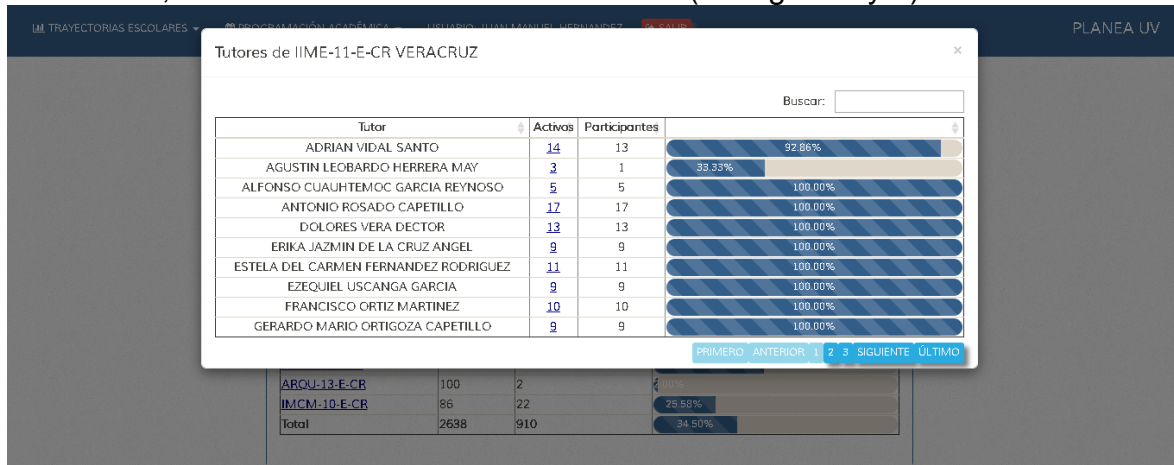 TRAYECTORIAS ESCOLARES PROGRAMACIÓN ACADÉMICA USUARIO: JUAN MANUEL HERNANDEZ SALIR PLANEA UV
Tutores de IIME-11-E-CR VERACRUZ ×
Buscar:
Tutor Activos Participantes
ADRIAN VIDAL SANTO 14 13 92.86%
AGUSTIN LEOBARDO HERRERA MAY 3 1 33.33%
ALFONSO CUAUHTEMOC GARCIA REYNOSO 5 5 100.00%
ANTONIO ROSADO CAPETILLO 17 17 100.00%
DOLORES VERA DECTOR 13 13 100.00%
ERIKA JAZMIN DE LA CRUZ ANGEL 9 9 100.00%
ESTELA DEL CARMEN FERNANDEZ RODRIGUEZ 11 11 100.00%
EZEQUIEL USCANGA GARCIA 9 9 100.00%
FRANCISCO ORTIZ MARTINEZ 10 10 100.00%
GERARDO MARIO ORTIGOZA CAPETILLO 9 9 100.00%
PRIMERO ANTERIOR 1 2 3 SIGUIENTE ÚLTIMO
ARQU-13-E-CR 100 2
IMCM-10-E-CR 86 22 25.58%
Total 2638 910 34.50%